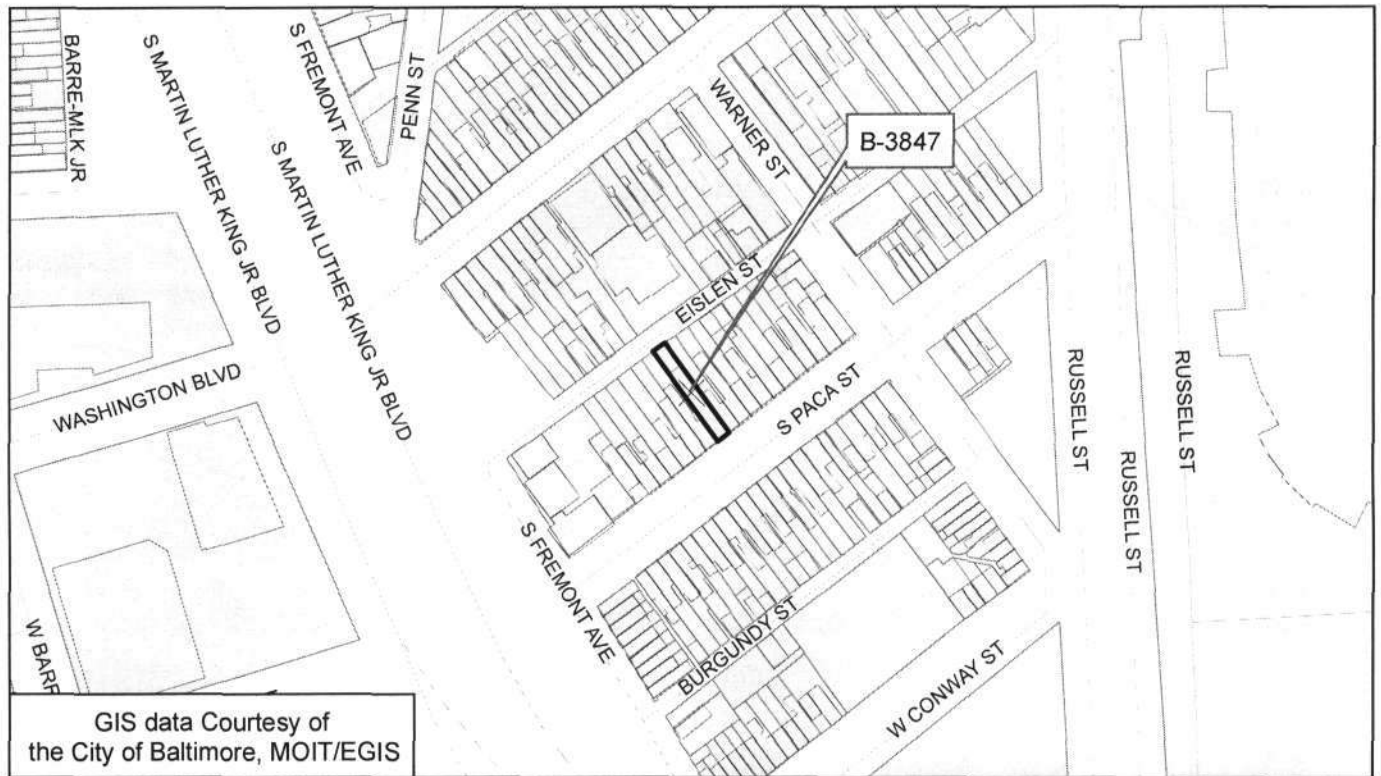 BARRE-MLK JR
S MARTIN LUTHER KING JR BLVD
S FREMONT AVE
PENN ST
WARNER ST
B-3847
S MARTIN LUTHER KING JR BLVD
EISLEN ST
WASHINGTON BLVD
S PACA ST
RUSSELL ST
RUSSELL ST
RUSSELL ST
S FREMONT AVE
BURGUNDY ST
W CONWAY ST
W BARR
GIS data Courtesy of
the City of Baltimore, MOIT/EGIS